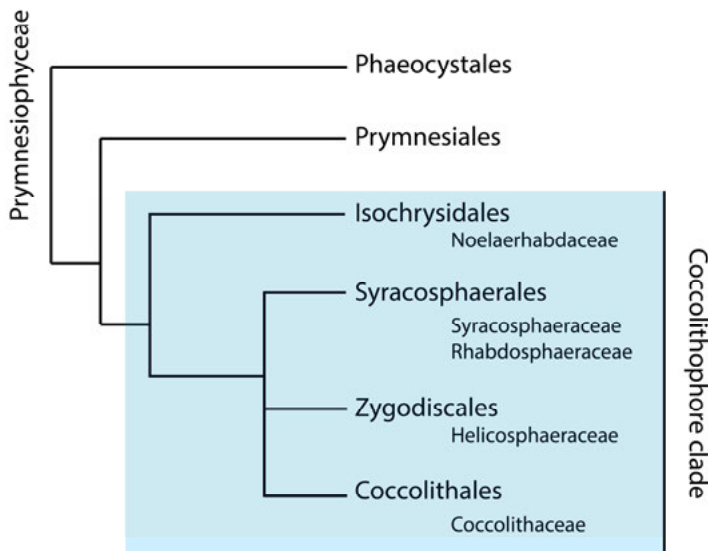 Prymnesiophyceae
Phaeocystales
Prymnesiales
Isochrysidales
Noelaerhabdaceae
Syracosphaerales
Syracosphaeraceae
Rhabdosphaeraceae
Zygodiscales
Helicosphaeraceae
Coccolithales
Coccolithaceae
Coccolithophore clade